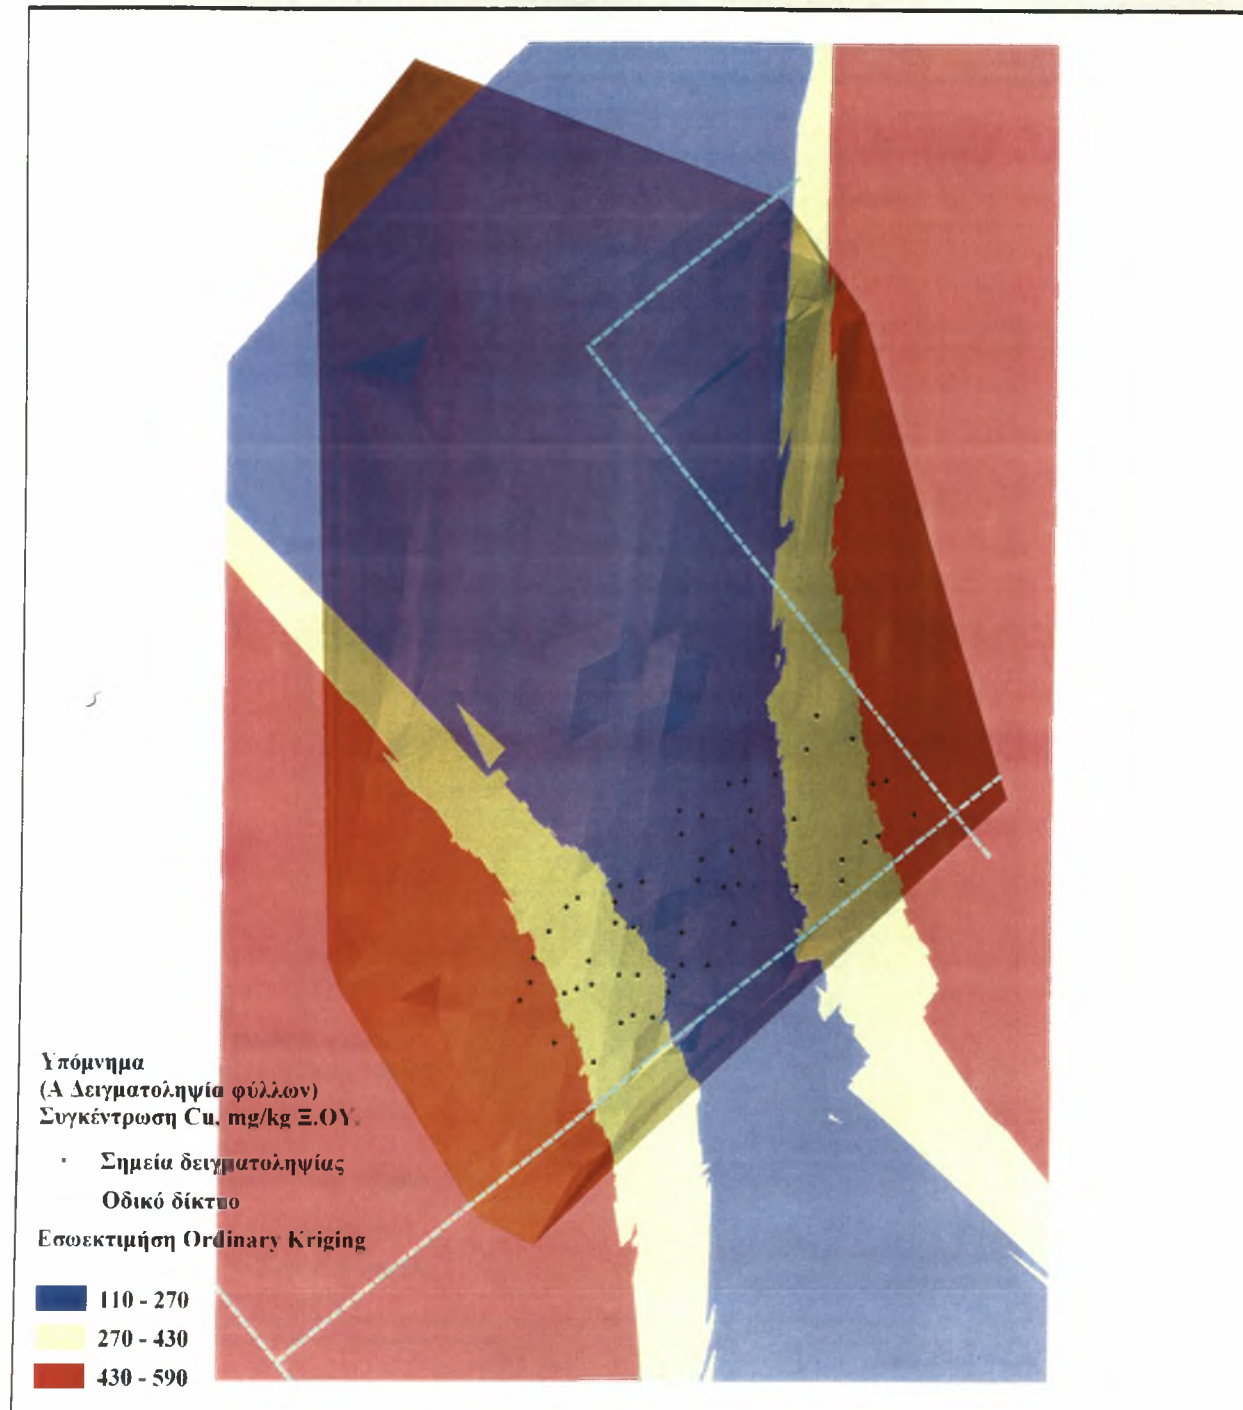 Υπόμνημα
(Α Δειγματοληψία φύλλων)
Συγκέντρωση Cu, mg/kg Ξ.ΟΥ.
Σημεία δειγματοληψίας
Οδικό δίκτυο
Εσωεκτιμήση Ordinary Kriging
110 - 270
270 - 430
430 - 590